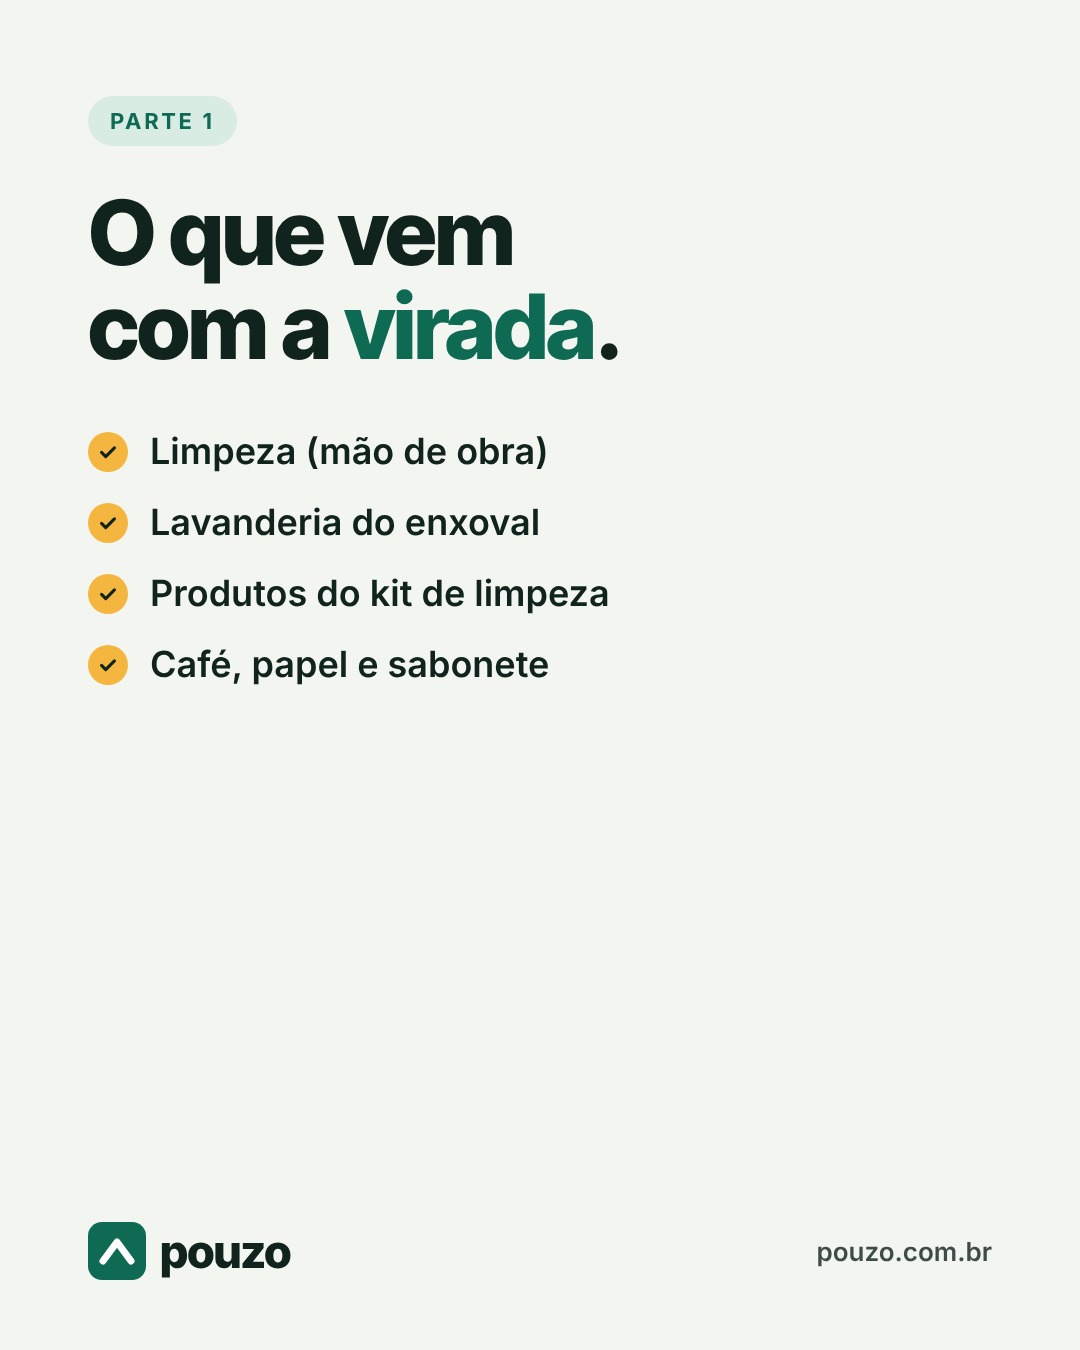 PARTE 1
O que vem
com a virada.
Limpeza (mão de obra)
Lavanderia do enxoval
Produtos do kit de limpeza
Café, papel e sabonete
pouzo
pouzo.com.br